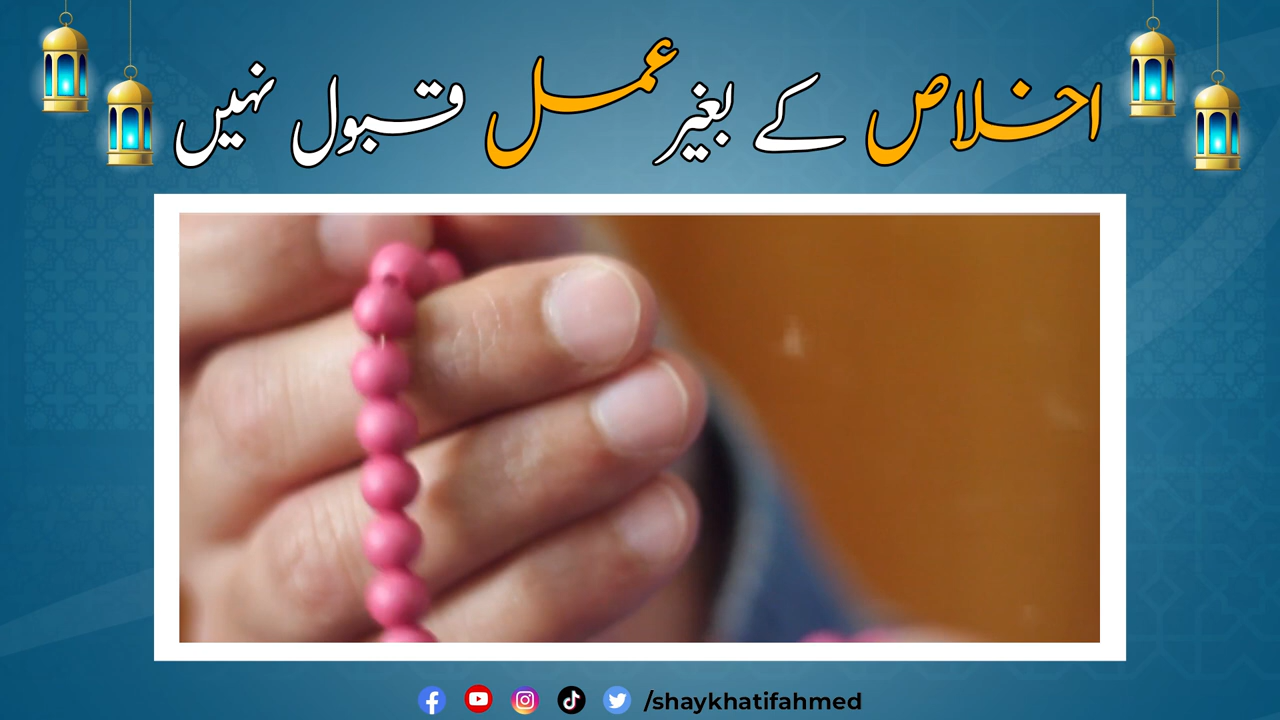 اخلاص کے بغیر عمل قبول نہیں
/shaykhatifahmed